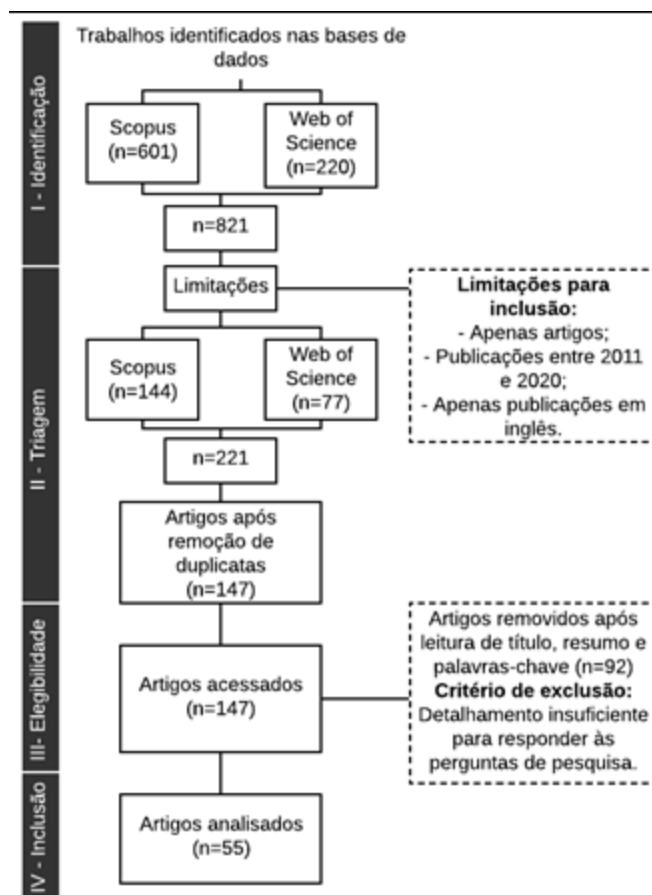 I - Identificação
Trabalhos identificados nas bases de
dados
Scopus
(n=601)
Web of
Science
(n=220)
n=821
II - Triagem
Limitações
Limitações para
inclusão:
- Apenas artigos;
- Publicações entre 2011
e 2020;
- Apenas publicações em
inglês.
Scopus
(n=144)
Web of
Science
(n=77)
n=221
Artigos após
remoção de
duplicatas
(n=147)
III- Elegibilidade
Artigos acessados
(n=147)
Artigos removidos após
leitura de título, resumo e
palavras-chave (n=92)
Critério de exclusão:
Detalhamento insuficiente
para responder às
perguntas de pesquisa.
IV - Inclusão
Artigos analisados
(n=55)